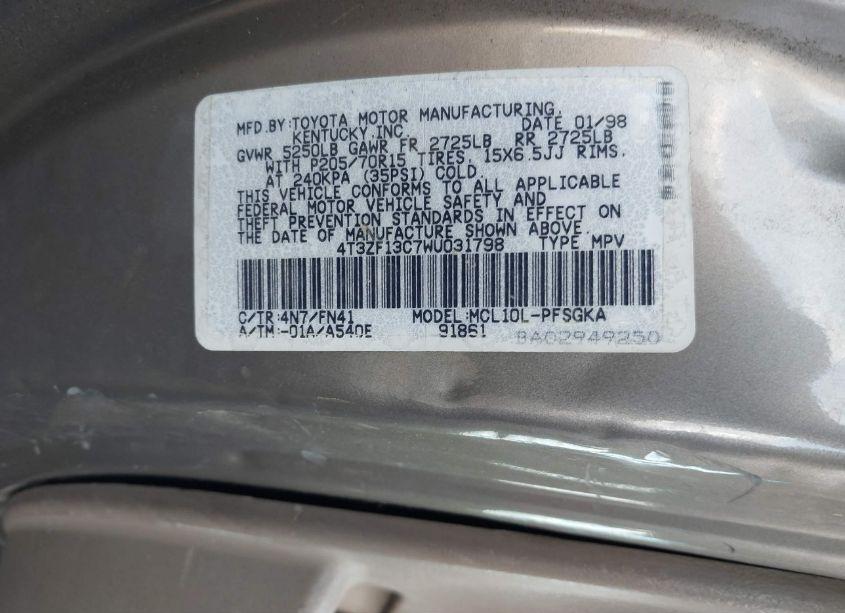 MFD.BY:TOYOTA MOTOR MANUFACTURING,
KENTUCKY,INC. DATE 01/98
GVWR 5250LB GAWR FR 2725LB RR 2725LB
WITH P205/70R15 TIRES, 15X6.5JJ RIMS,
AT 240KPA (35PSI) COLD.
THIS VEHICLE CONFORMS TO ALL APPLICABLE
FEDERAL MOTOR VEHICLE SAFETY AND
THEFT PREVENTION STANDARDS IN EFFECT ON
THE DATE OF MANUFACTURE SHOWN ABOVE.
4T3ZF13C7WU031798 TYPE MPV
C/TR:4N7/FN41 MODEL:MCL10L-PFSGKA
A/TM:-01A/A540E 91861 BA02949250